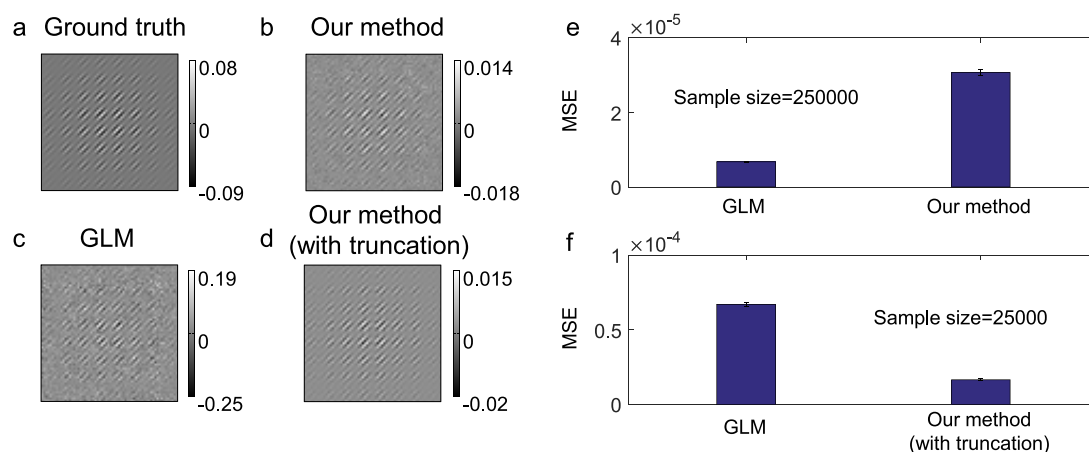 a Ground truth
0.08
0
-0.09
b Our method
0.014
0
-0.018
c GLM
0.19
0
-0.25
d Our method
(with truncation)
0.015
0
-0.02
e
×10⁻⁵
4
2
0
MSE
Sample size=250000
GLM
Our method
f
×10⁻⁴
1
0.5
0
MSE
Sample size=25000
GLM
Our method
(with truncation)